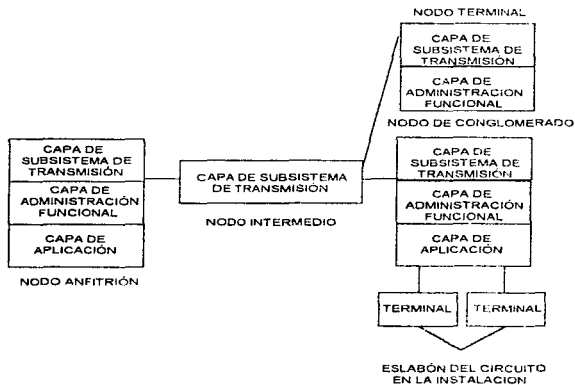 NODO TERMINAL
CAPA DE
SUBSISTEMA DE
TRANSMISIÓN
CAPA DE
ADMINISTRACION
FUNCIONAL
NODO DE CONGLOMERADO
CAPA DE
SUBSISTEMA DE
TRANSMISIÓN
CAPA DE
ADMINISTRACIÓN
FUNCIONAL
CAPA DE
APLICACIÓN
NODO ANFITRIÓN
CAPA DE SUBSISTEMA
DE TRANSMISIÓN
NODO INTERMEDIO
CAPA DE
SUBSISTEMA DE
TRANSMISIÓN
CAPA DE
ADMINISTRACIÓN
FUNCIONAL
CAPA DE
APLICACIÓN
TERMINAL
TERMINAL
ESLABÓN DEL CIRCUITO
EN LA INSTALACION